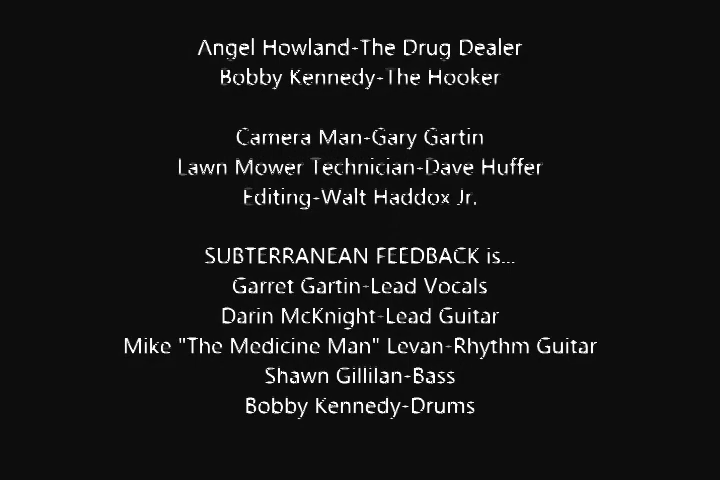 Angel Howland-The Drug Dealer
Bobby Kennedy-The Hooker
Camera Man-Gary Gartin
Lawn Mower Technician-Dave Huffer
Editing-Walt Haddox Jr.
SUBTERRANEAN FEEDBACK is...
Garret Gartin-Lead Vocals
Darin McKnight-Lead Guitar
Mike "The Medicine Man" Levan-Rhythm Guitar
Shawn Gillilan-Bass
Bobby Kennedy-Drums